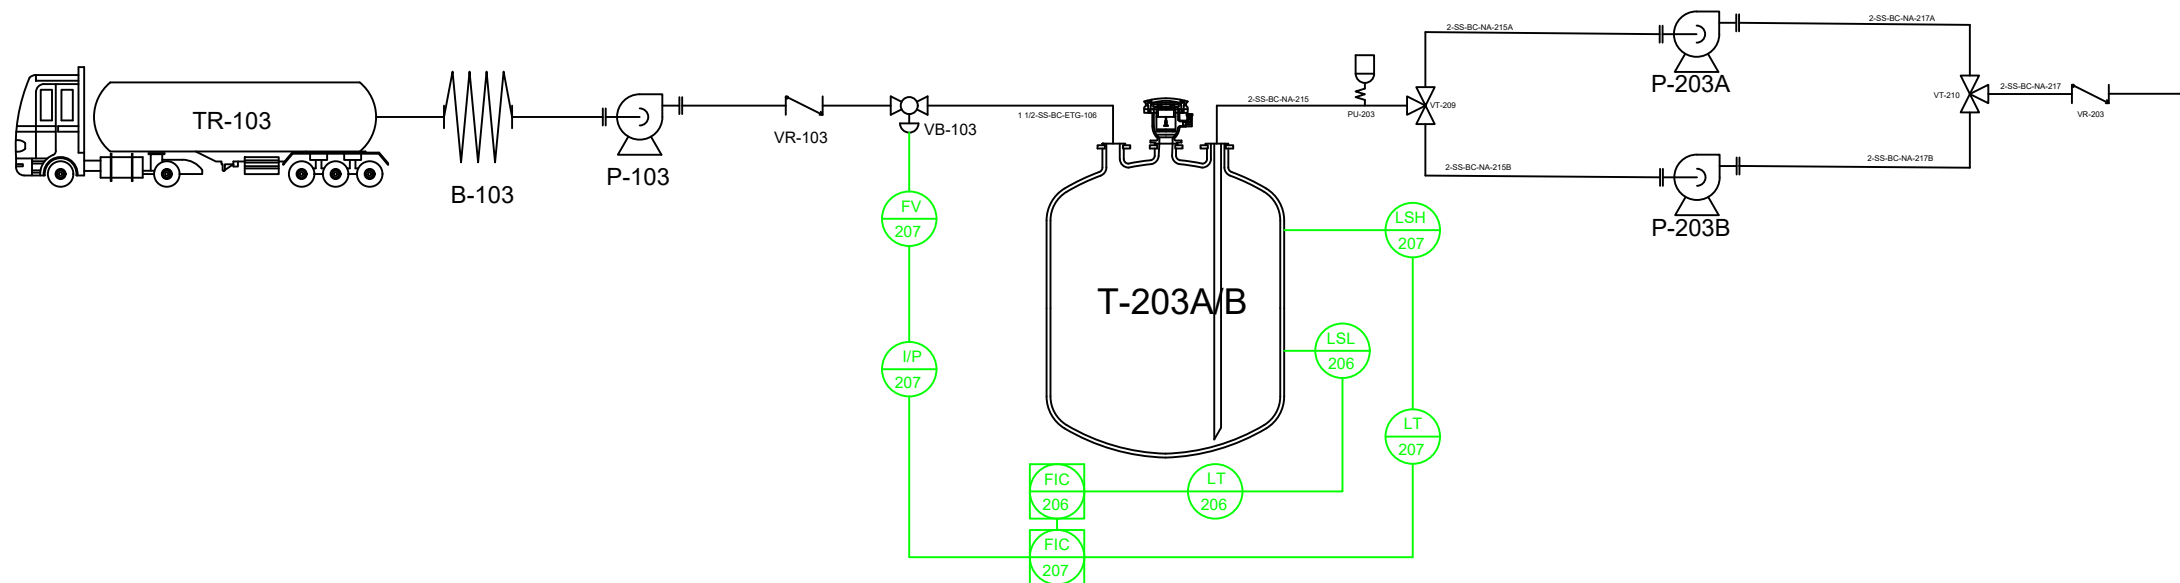 2-SS-BC-NA-215A
2-SS-BC-NA-217A
P-203A
TR-103
B-103
P-103
VR-103
VB-103
1 1/2-SS-BC-ETG-106
2-SS-BC-NA-215
PU-203
VT-209
VT-210
2-SS-BC-NA-217
VR-203
2-SS-BC-NA-215B
2-SS-BC-NA-217B
P-203B
FV
207
LSH
207
T-203A/B
I/P
207
LSL
206
LT
207
FIC
206
LT
206
FIC
207